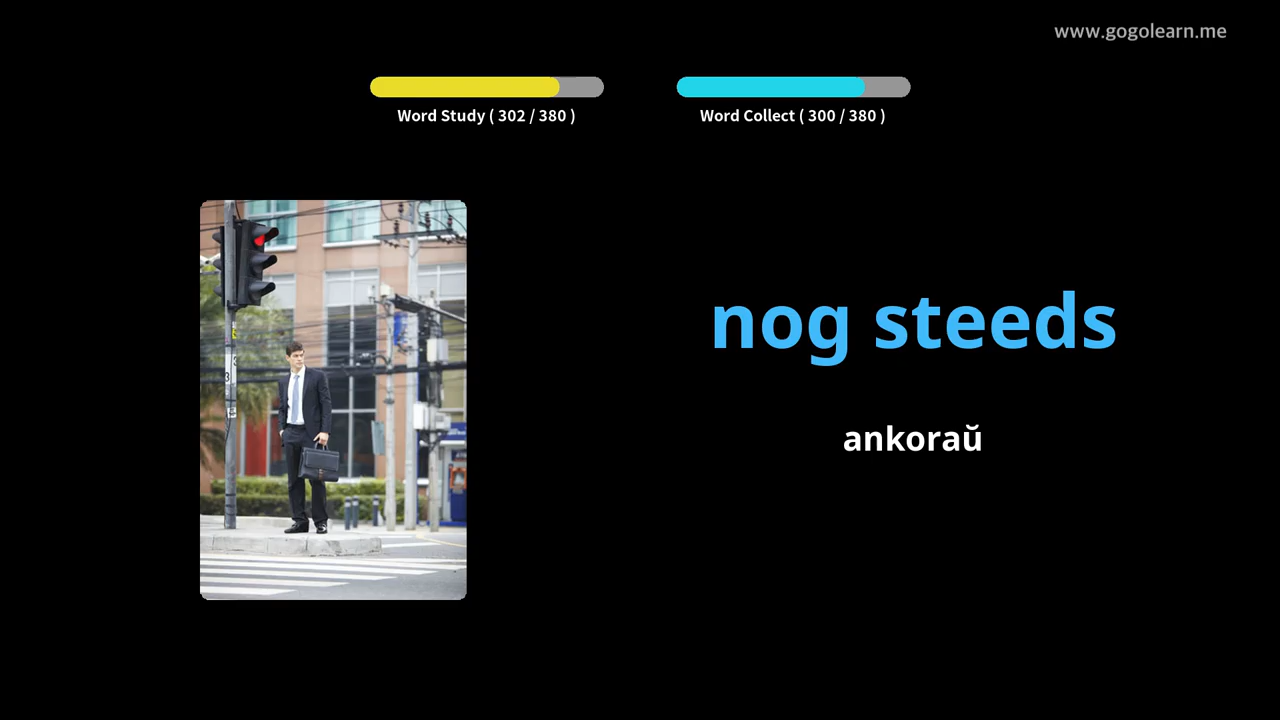 www.gogolearn.me
Word Study ( 302 / 380 )
Word Collect ( 300 / 380 )
nog steeds
ankoraŭ